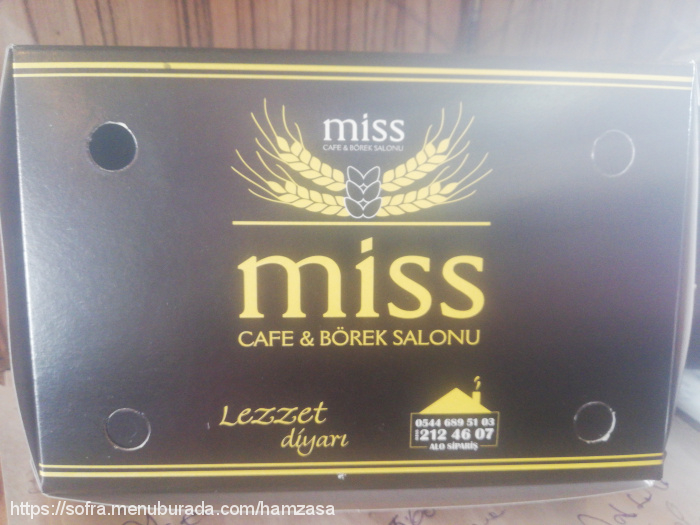 miss
CAFE & BÖREK SALONU
miss
CAFE & BÖREK SALONU
Lezzet
diyarı
0544 689 51 03
212 46 07
ALO SİPARİŞ
https://sofra.menuburada.com/hamzasa